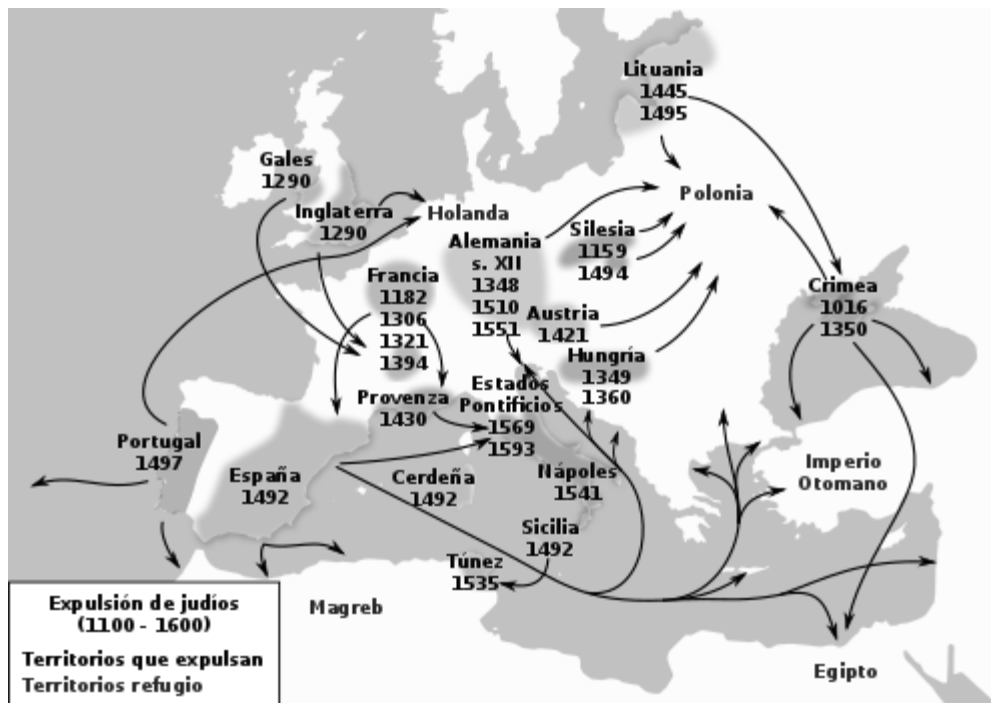 Lituania
1445
1495
Gales
1290
Polonia
Inglaterra
1290
Holanda
Silesia
1159
1494
Alemania
s. XII
1348
1510
1551
Francia
1182
1306
1321
1394
Crimea
1016
1350
Austria
1421
Hungría
1349
1360
Provenza
1430
Estados
Pontificios
1569
1593
Portugal
1497
España
1492
Cerdeña
1492
Nápoles
1541
Imperio
Otomano
Sicilia
1492
Túnez
1535
Magreb
Egipto
Expulsión de judíos
(1100 - 1600)
Territorios que expulsan
Territorios refugio